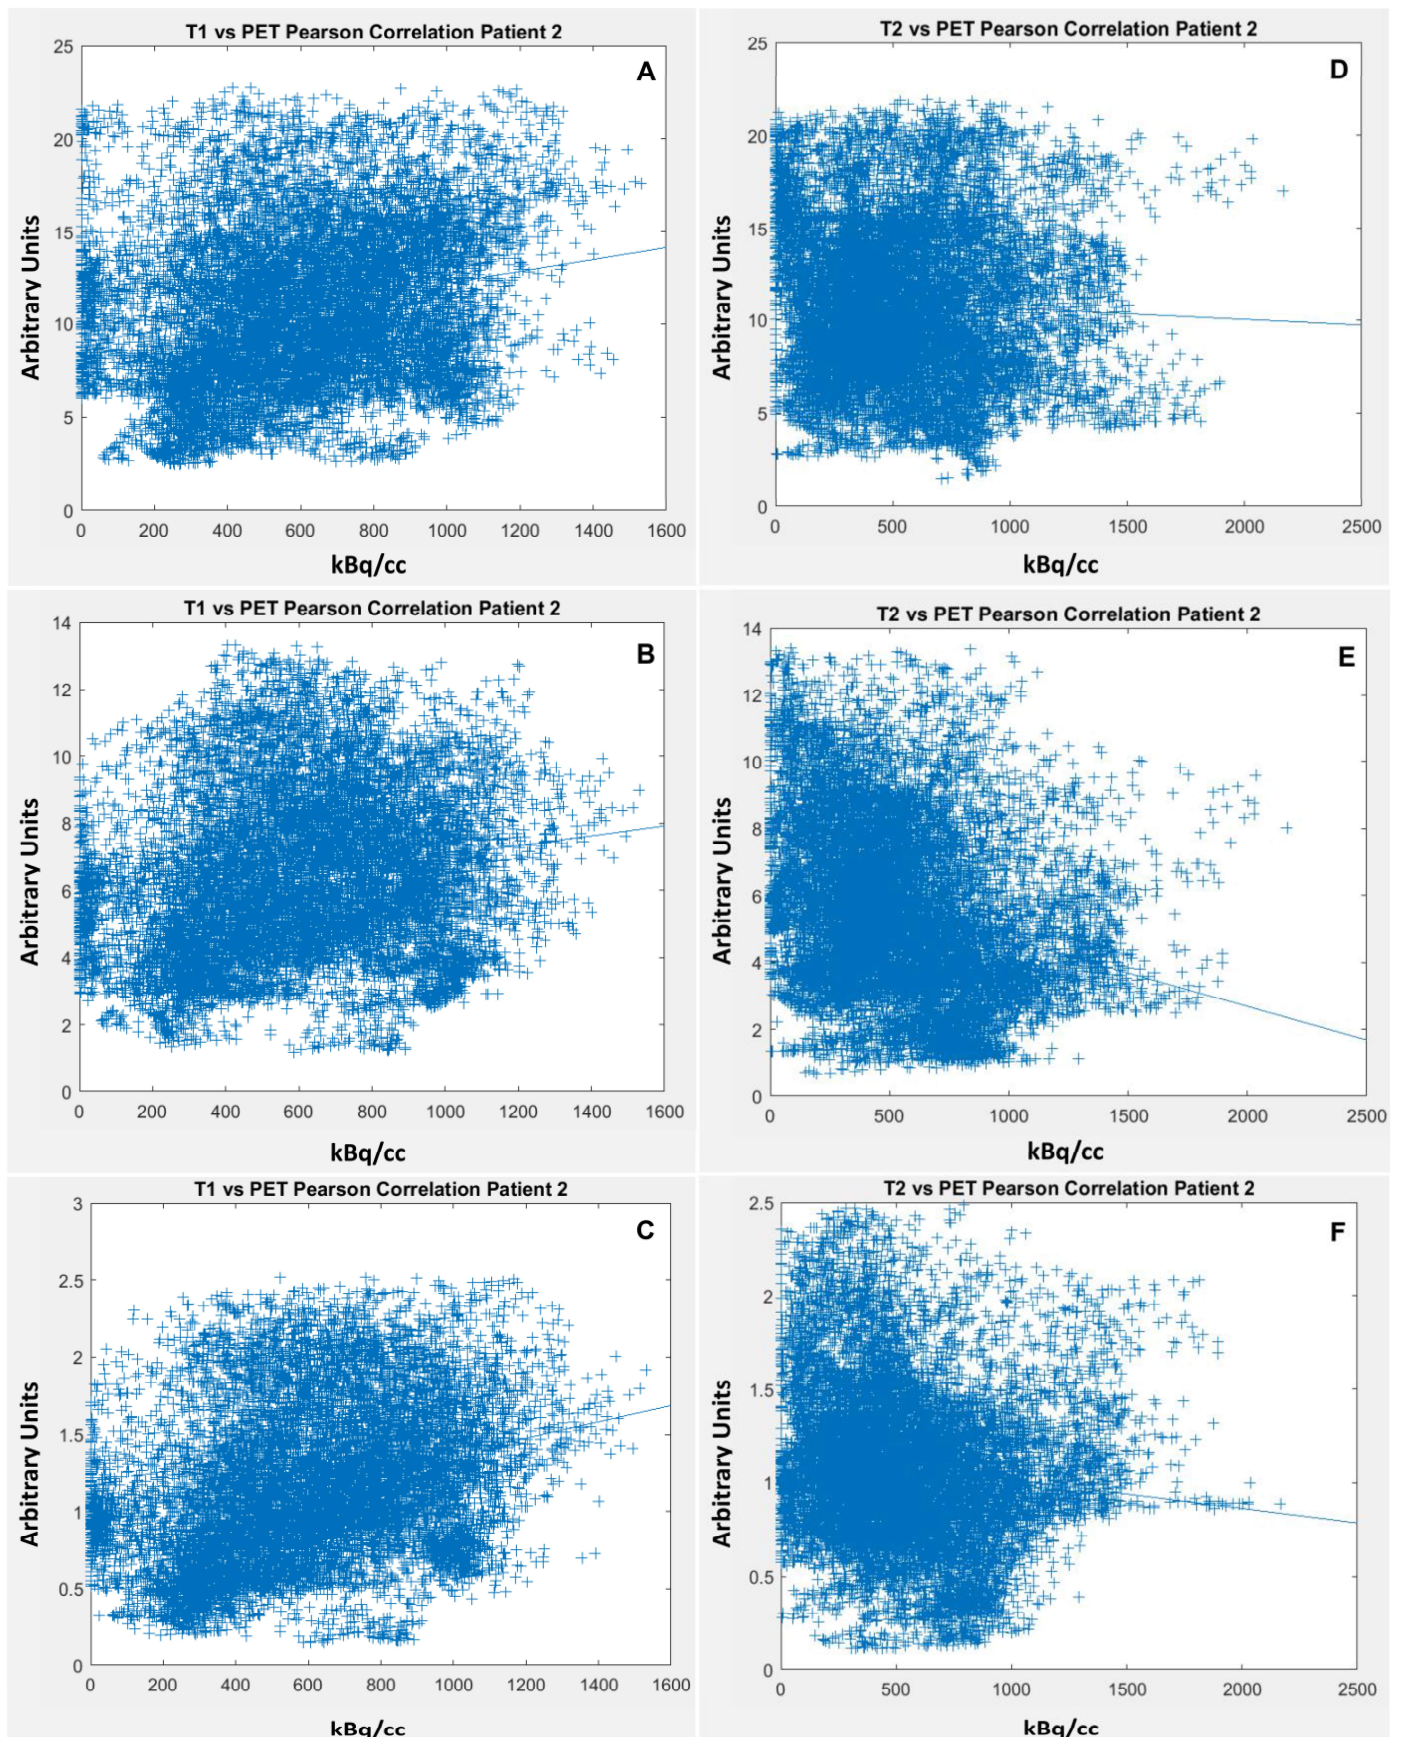 T1 vs PET Pearson Correlation Patient 2
A
25
20
15
10
5
0
Arbitrary Units
0 200 400 600 800 1000 1200 1400 1600
kBq/cc
T2 vs PET Pearson Correlation Patient 2
D
25
20
15
10
5
0
Arbitrary Units
0 500 1000 1500 2000 2500
kBq/cc
T1 vs PET Pearson Correlation Patient 2
B
14
12
10
8
6
4
2
0
Arbitrary Units
0 200 400 600 800 1000 1200 1400 1600
kBq/cc
T2 vs PET Pearson Correlation Patient 2
E
14
12
10
8
6
4
2
0
Arbitrary Units
0 500 1000 1500 2000 2500
kBq/cc
T1 vs PET Pearson Correlation Patient 2
C
3
2.5
2
1.5
1
0.5
0
Arbitrary Units
0 200 400 600 800 1000 1200 1400 1600
kBq/cc
T2 vs PET Pearson Correlation Patient 2
F
2.5
2
1.5
1
0.5
0
Arbitrary Units
0 500 1000 1500 2000 2500
kBq/cc